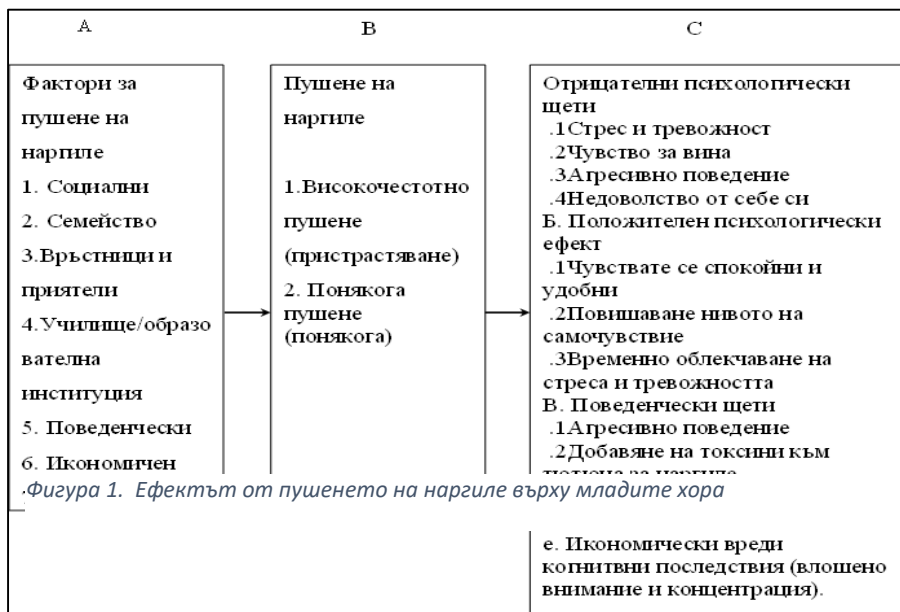 A
B
C
Фактори за
пушене на
наргиле
1. Социални
2. Семейство
3.Връстници и
приятели
4.Училище/образо
вателна
институция
5. Поведенчески
6. Икономичен
Пушене на
наргиле
1.Високочестотно
пушене
(пристрастяване)
2. Понякога
пушене
(понякога)
Отрицателни психологически
щети
.1Стрес и тревожност
.2Чувство за вина
.3Агресивно поведение
.4Недоволство от себе си
Б. Положителен психологически
ефект
.1Чувствате се спокойни и
удобни
.2Повишаване нивото на
самочувствие
.3Временно облекчаване на
стреса и тревожността
В. Поведенчески щети
.1Агресивно поведение
.2Добавяне на токсини към
Фигура 1. Ефектът от пушенето на наргиле върху младите хора
е. Икономически вреди
когнитвни последствия (влошено
внимание и концентрация).